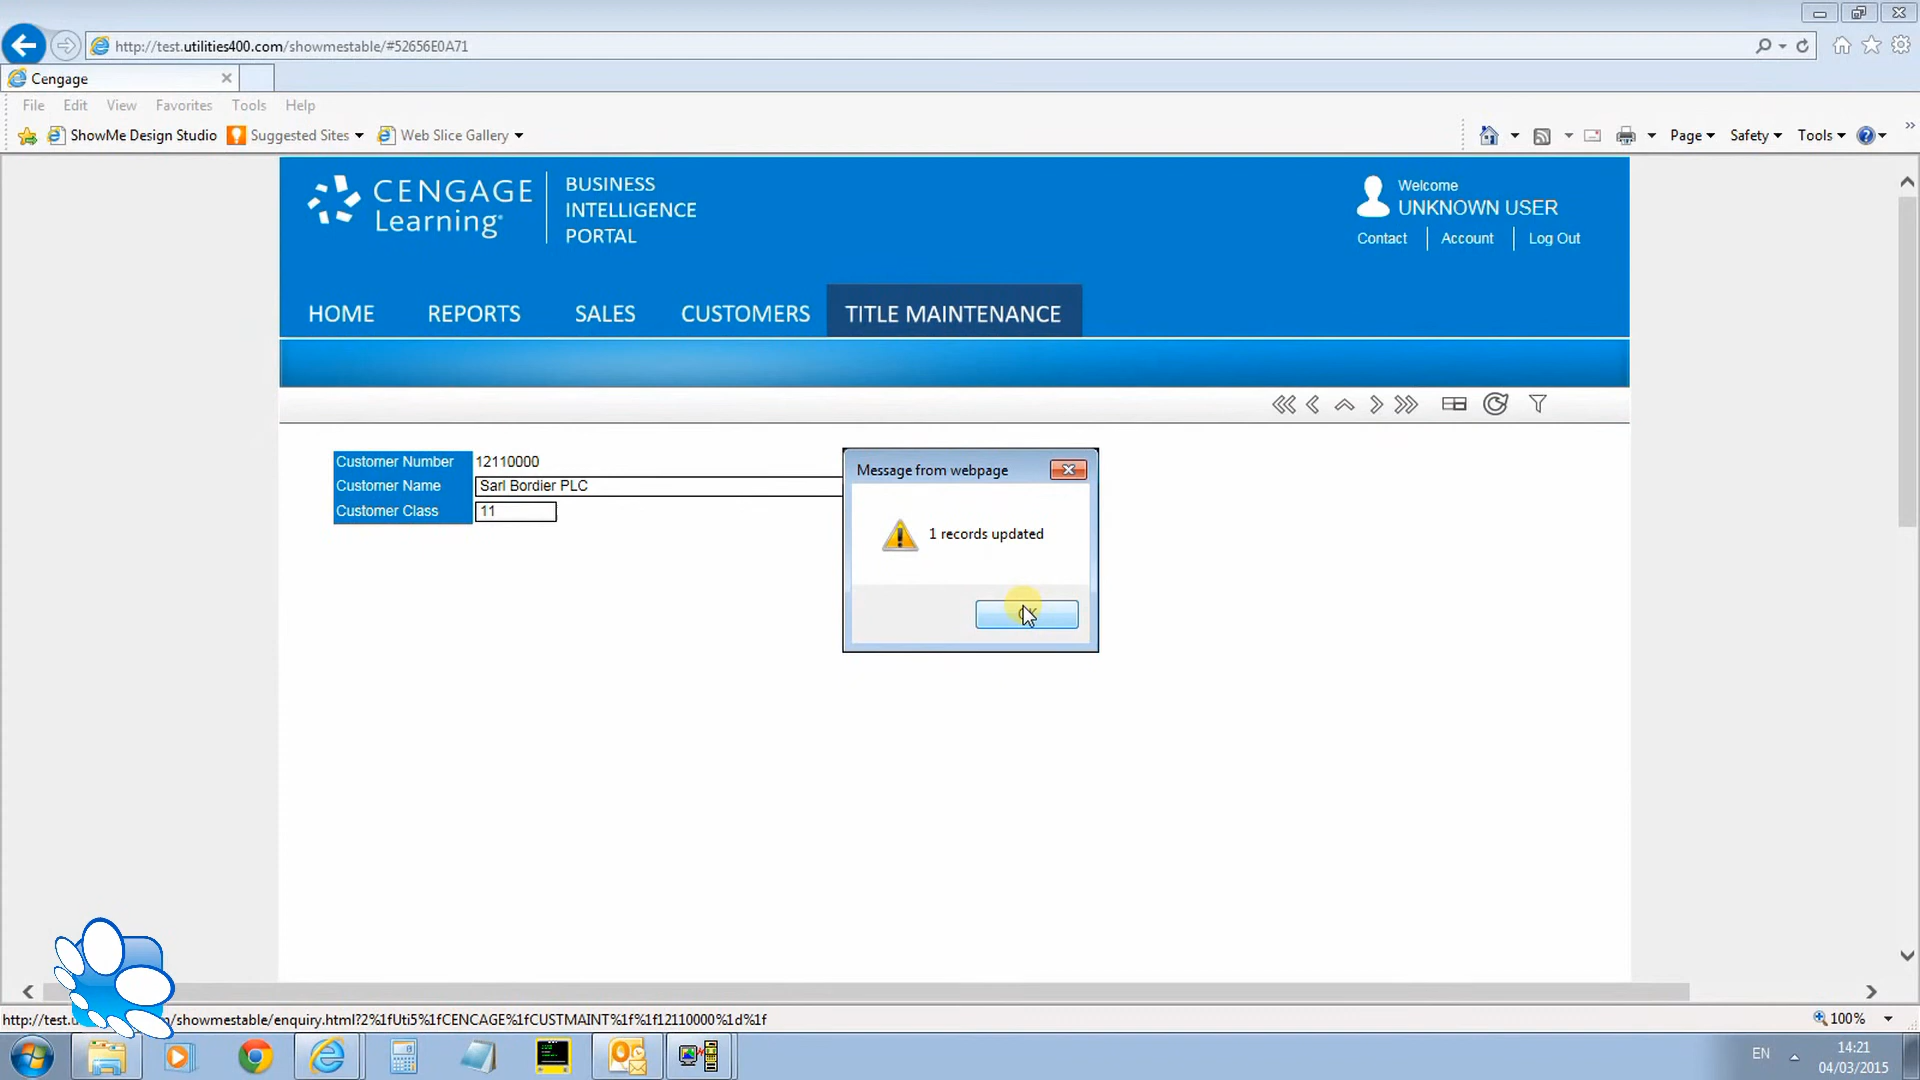 http://test.utilities400.com/showmestable/#52656E0A71
Cengage
File Edit View Favorites Tools Help
ShowMe Design Studio Suggested Sites Web Slice Gallery
Page Safety Tools
CENGAGE
Learning
BUSINESS
INTELLIGENCE
PORTAL
Welcome
UNKNOWN USER
Contact Account Log Out
HOME REPORTS SALES CUSTOMERS TITLE MAINTENANCE
Customer Number 12110000
Customer Name Sarl Bordier PLC
Customer Class 11
Message from webpage
1 records updated
http://test.u /showmestable/enquiry.html?2%1fUti5%1fCENCAGE%1fCUSTMAINT%1f%1f12110000%1d%1f
100%
EN
14:21
04/03/2015